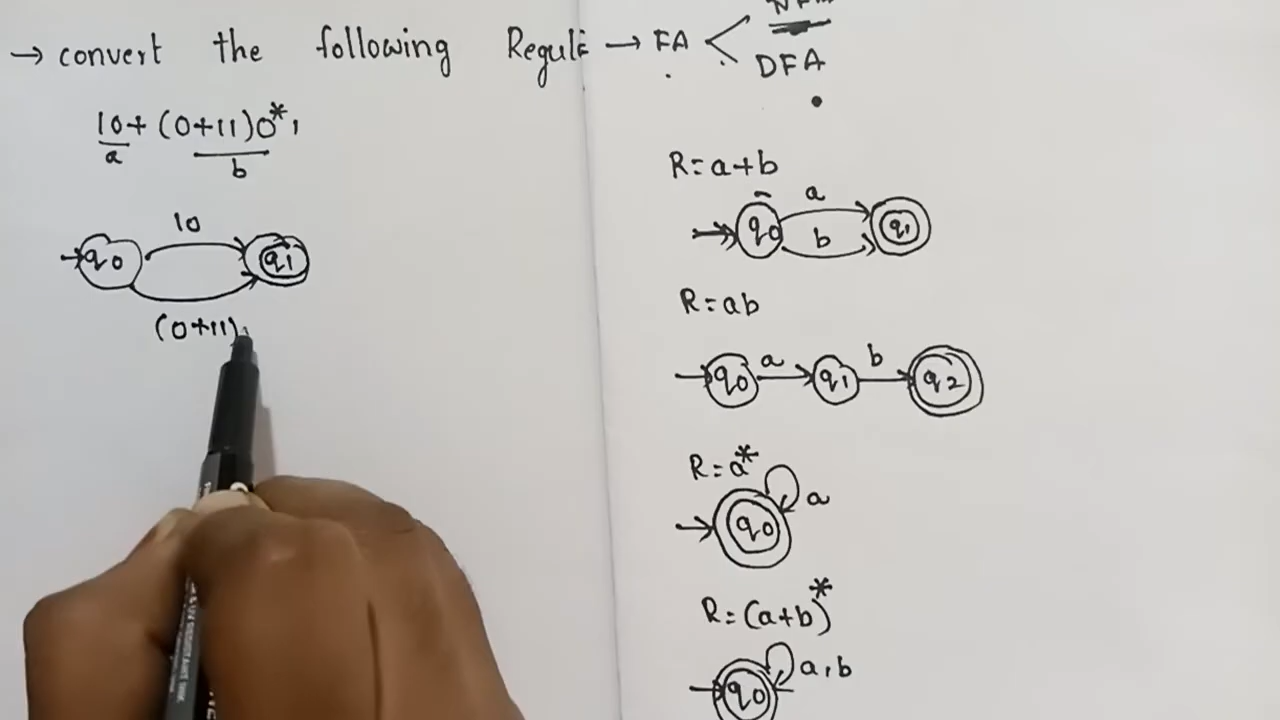 → convert the following Regul → FA
DFA
10+ (0+11)0*1
a
b
10
q0
q1
(0+11)
R=a+b
a
q0
b
q1
R=ab
q0
a
q1
b
q2
R=a*
q0
a
R=(a+b)*
q0
a,b